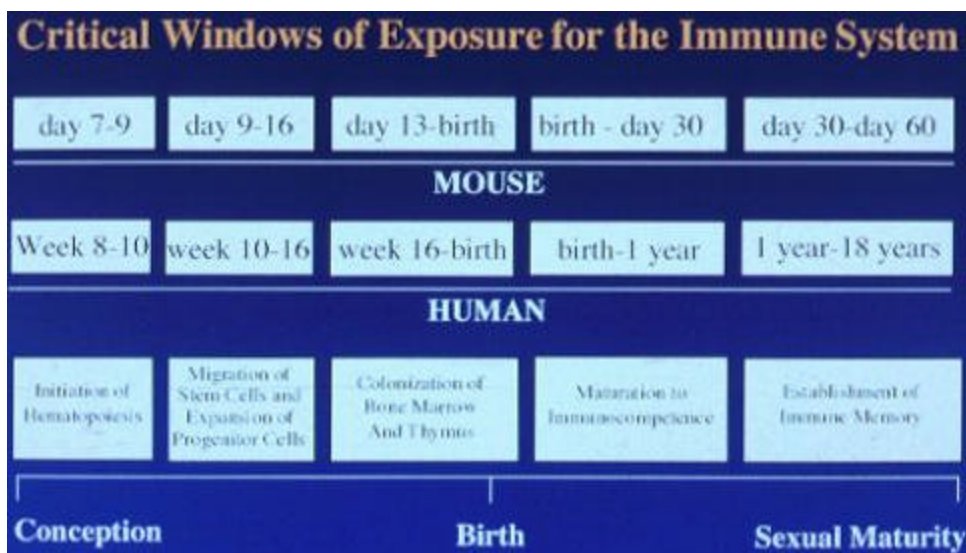 Critical Windows of Exposure for the Immune System
day 7-9
day 9-16
day 13-birth
birth - day 30
day 30-day 60
MOUSE
Week 8-10
week 10-16
week 16-birth
birth-1 year
1 year-18 years
HUMAN
Initiation of
Hematopoiesis
Migration of
Stem Cells and
Expansion of
Progenitor Cells
Colonization of
Bone Marrow
And Thymus
Maturation to
Immunocompetence
Establishment of
Immune Memory
Conception
Birth
Sexual Maturity